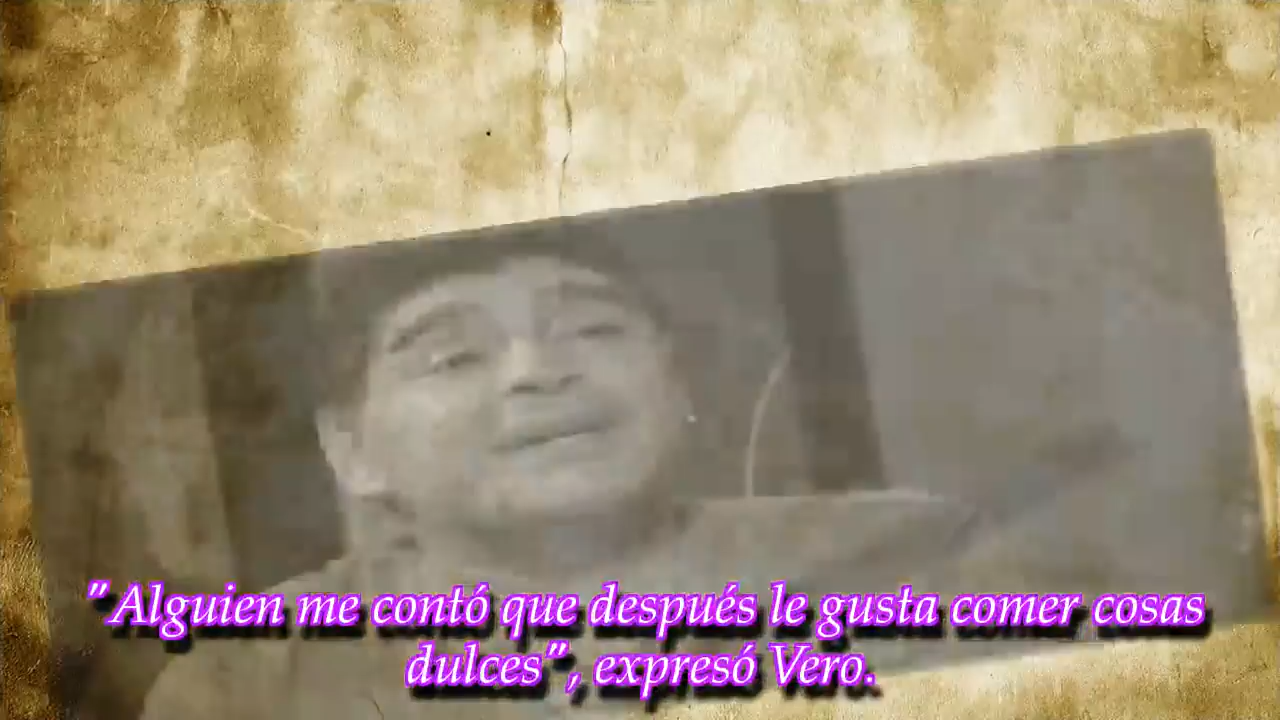 "Alguien me contó que después le gusta comer cosas
dulces", expresó Vero.